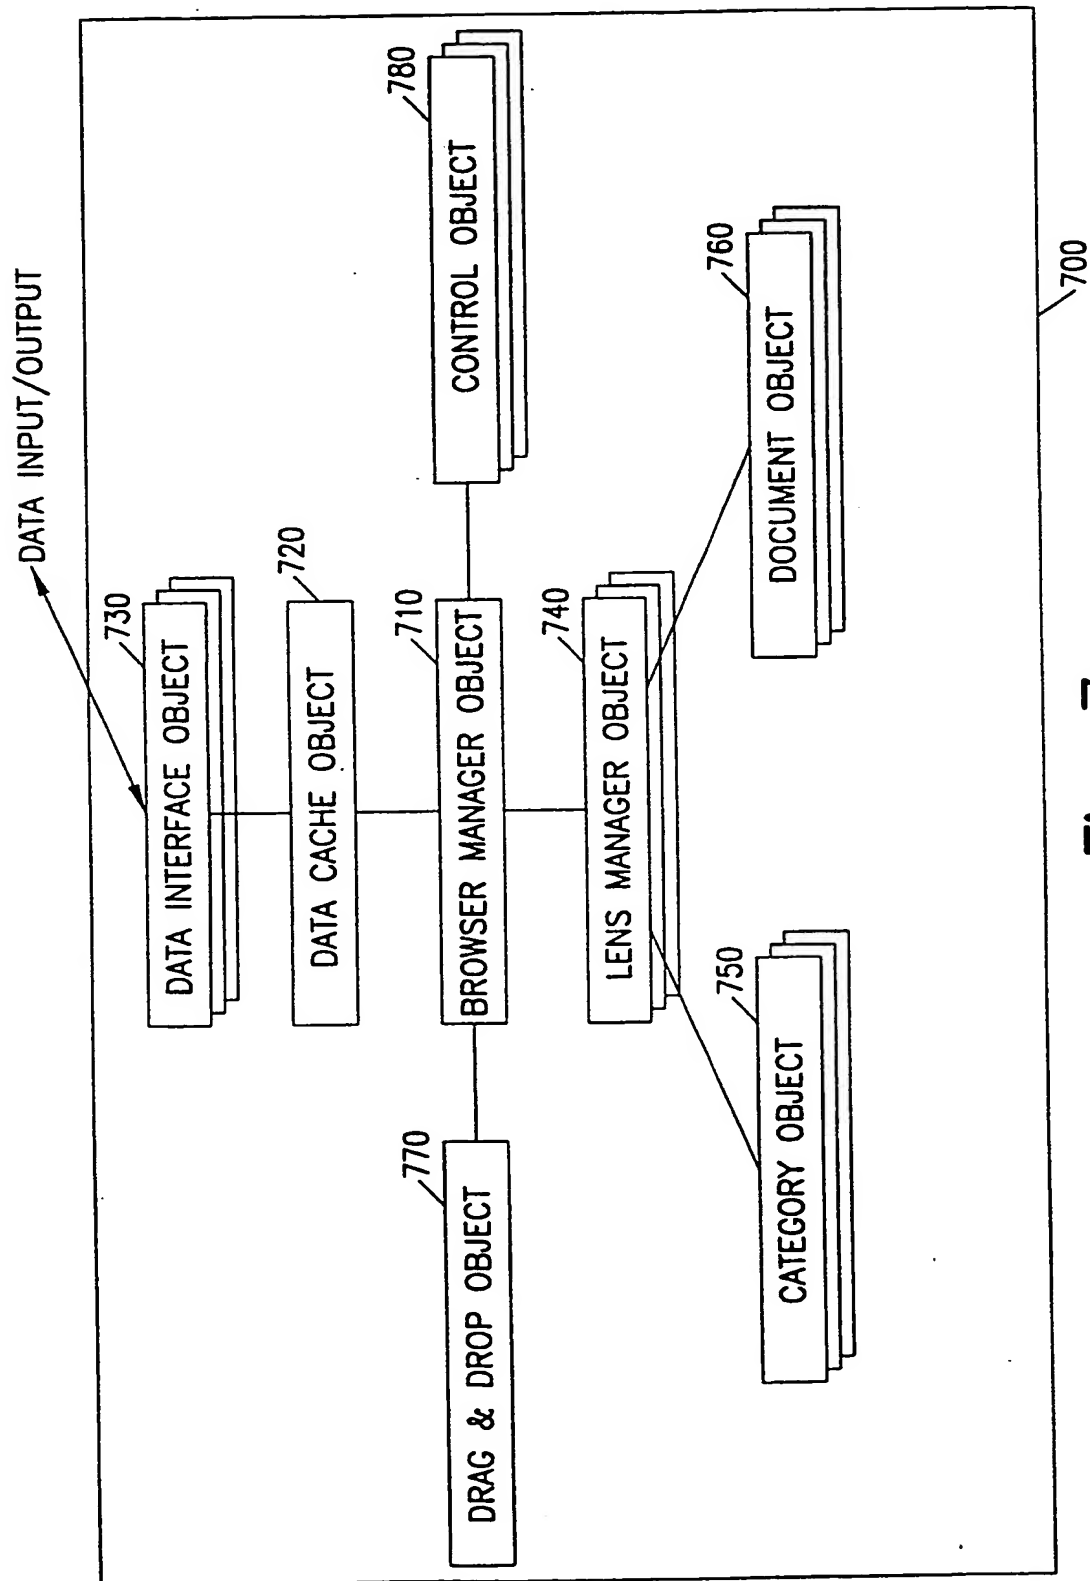 DATA INPUT/OUTPUT
730
DATA INTERFACE OBJECT
720
DATA CACHE OBJECT
770
DRAG & DROP OBJECT
710
BROWSER MANAGER OBJECT
780
CONTROL OBJECT
740
LENS MANAGER OBJECT
750
CATEGORY OBJECT
760
DOCUMENT OBJECT
700